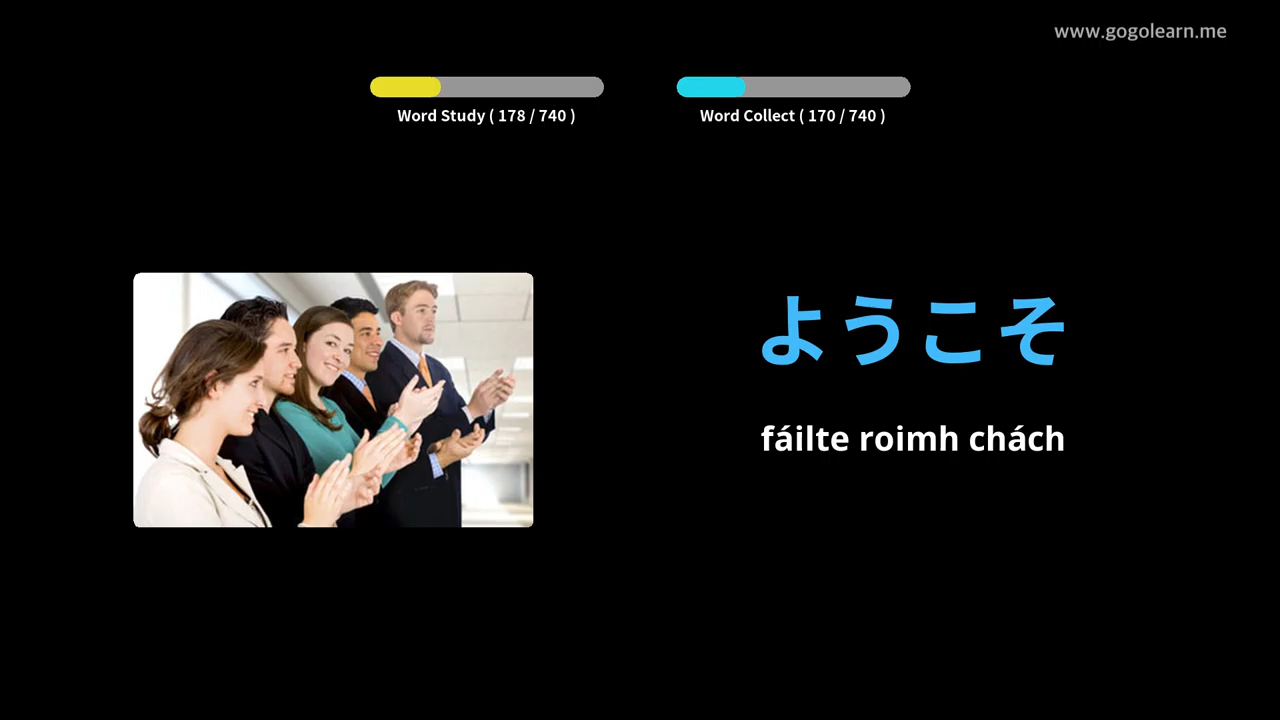 www.gogolearn.me
Word Study ( 178 / 740 )
Word Collect ( 170 / 740 )
ようこそ
fáilte roimh chách